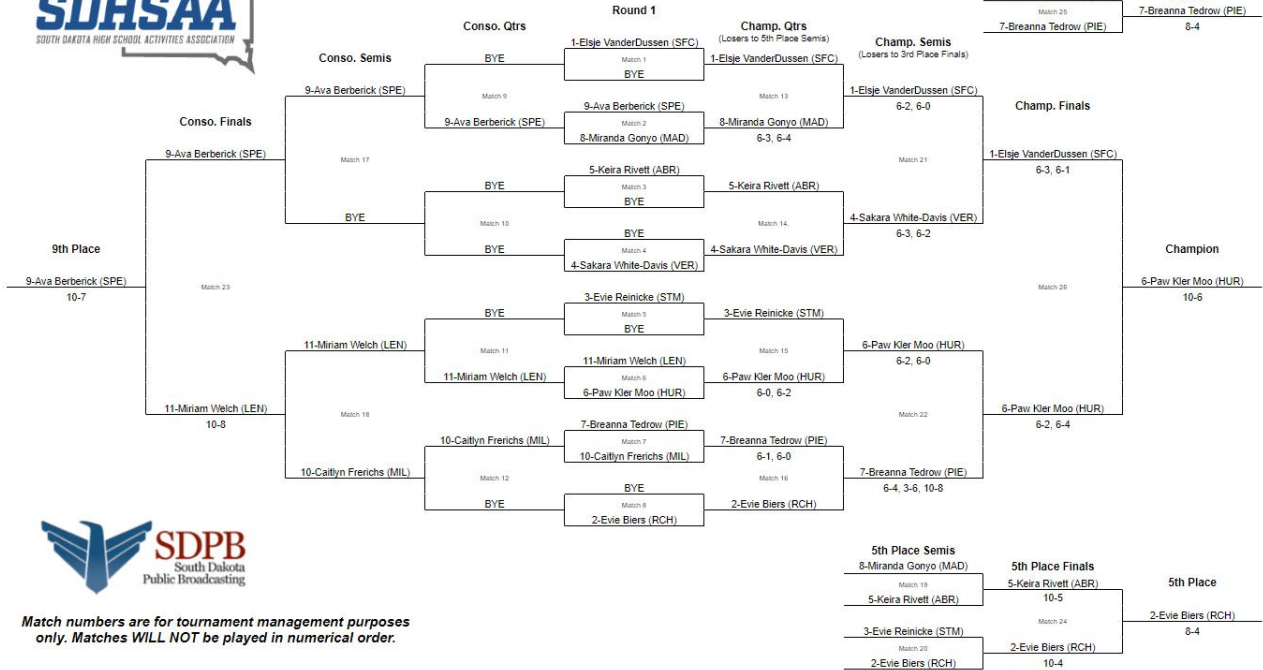 SDHSAA
SOUTH DAKOTA HIGH SCHOOL ACTIVITIES ASSOCIATION
Match 25
7-Breanna Tedrow (PIE)
7-Breanna Tedrow (PIE)
8-4
Round 1
Conso. Qtrs
Champ. Qtrs
(Losers to 5th Place Semis)
Champ. Semis
(Losers to 3rd Place Finals)
Conso. Semis
Champ. Finals
Conso. Finals
1-Elsje VanderDussen (SFC)
BYE
Match 1
1-Elsje VanderDussen (SFC)
BYE
9-Ava Berberick (SPE)
Match 9
Match 13
1-Elsje VanderDussen (SFC)
6-2, 6-0
9-Ava Berberick (SPE)
9-Ava Berberick (SPE)
Match 2
8-Miranda Gonyo (MAD)
8-Miranda Gonyo (MAD)
6-3, 6-4
9-Ava Berberick (SPE)
Match 17
Match 21
1-Elsje VanderDussen (SFC)
6-3, 6-1
5-Keira Rivett (ABR)
BYE
Match 3
5-Keira Rivett (ABR)
BYE
BYE
Match 10
Match 14.
4-Sakara White-Davis (VER)
6-3, 6-2
BYE
BYE
Match 4
4-Sakara White-Davis (VER)
4-Sakara White-Davis (VER)
9th Place
Champion
9-Ava Berberick (SPE)
10-7
Match 23
Match 26
6-Paw Kler Moo (HUR)
10-6
3-Evie Reinicke (STM)
BYE
Match 5
3-Evie Reinicke (STM)
BYE
11-Miriam Welch (LEN)
Match 11
Match 15
6-Paw Kler Moo (HUR)
6-2, 6-0
11-Miriam Welch (LEN)
11-Miriam Welch (LEN)
Match 6
6-Paw Kler Moo (HUR)
6-Paw Kler Moo (HUR)
6-0, 6-2
11-Miriam Welch (LEN)
10-8
Match 18
Match 22
6-Paw Kler Moo (HUR)
6-2, 6-4
7-Breanna Tedrow (PIE)
10-Caitlyn Frerichs (MIL)
Match 7
7-Breanna Tedrow (PIE)
10-Caitlyn Frerichs (MIL)
6-1, 6-0
10-Caitlyn Frerichs (MIL)
Match 12
Match 16
7-Breanna Tedrow (PIE)
6-4, 3-6, 10-8
BYE
BYE
Match 8
2-Evie Biers (RCH)
2-Evie Biers (RCH)
SDPB
South Dakota
Public Broadcasting
5th Place Semis
8-Miranda Gonyo (MAD)
5th Place Finals
5th Place
Match 19
5-Keira Rivett (ABR)
5-Keira Rivett (ABR)
10-5
Match 24
2-Evie Biers (RCH)
8-4
3-Evie Reinicke (STM)
Match 20
2-Evie Biers (RCH)
2-Evie Biers (RCH)
10-4
Match numbers are for tournament management purposes
only. Matches WILL NOT be played in numerical order.